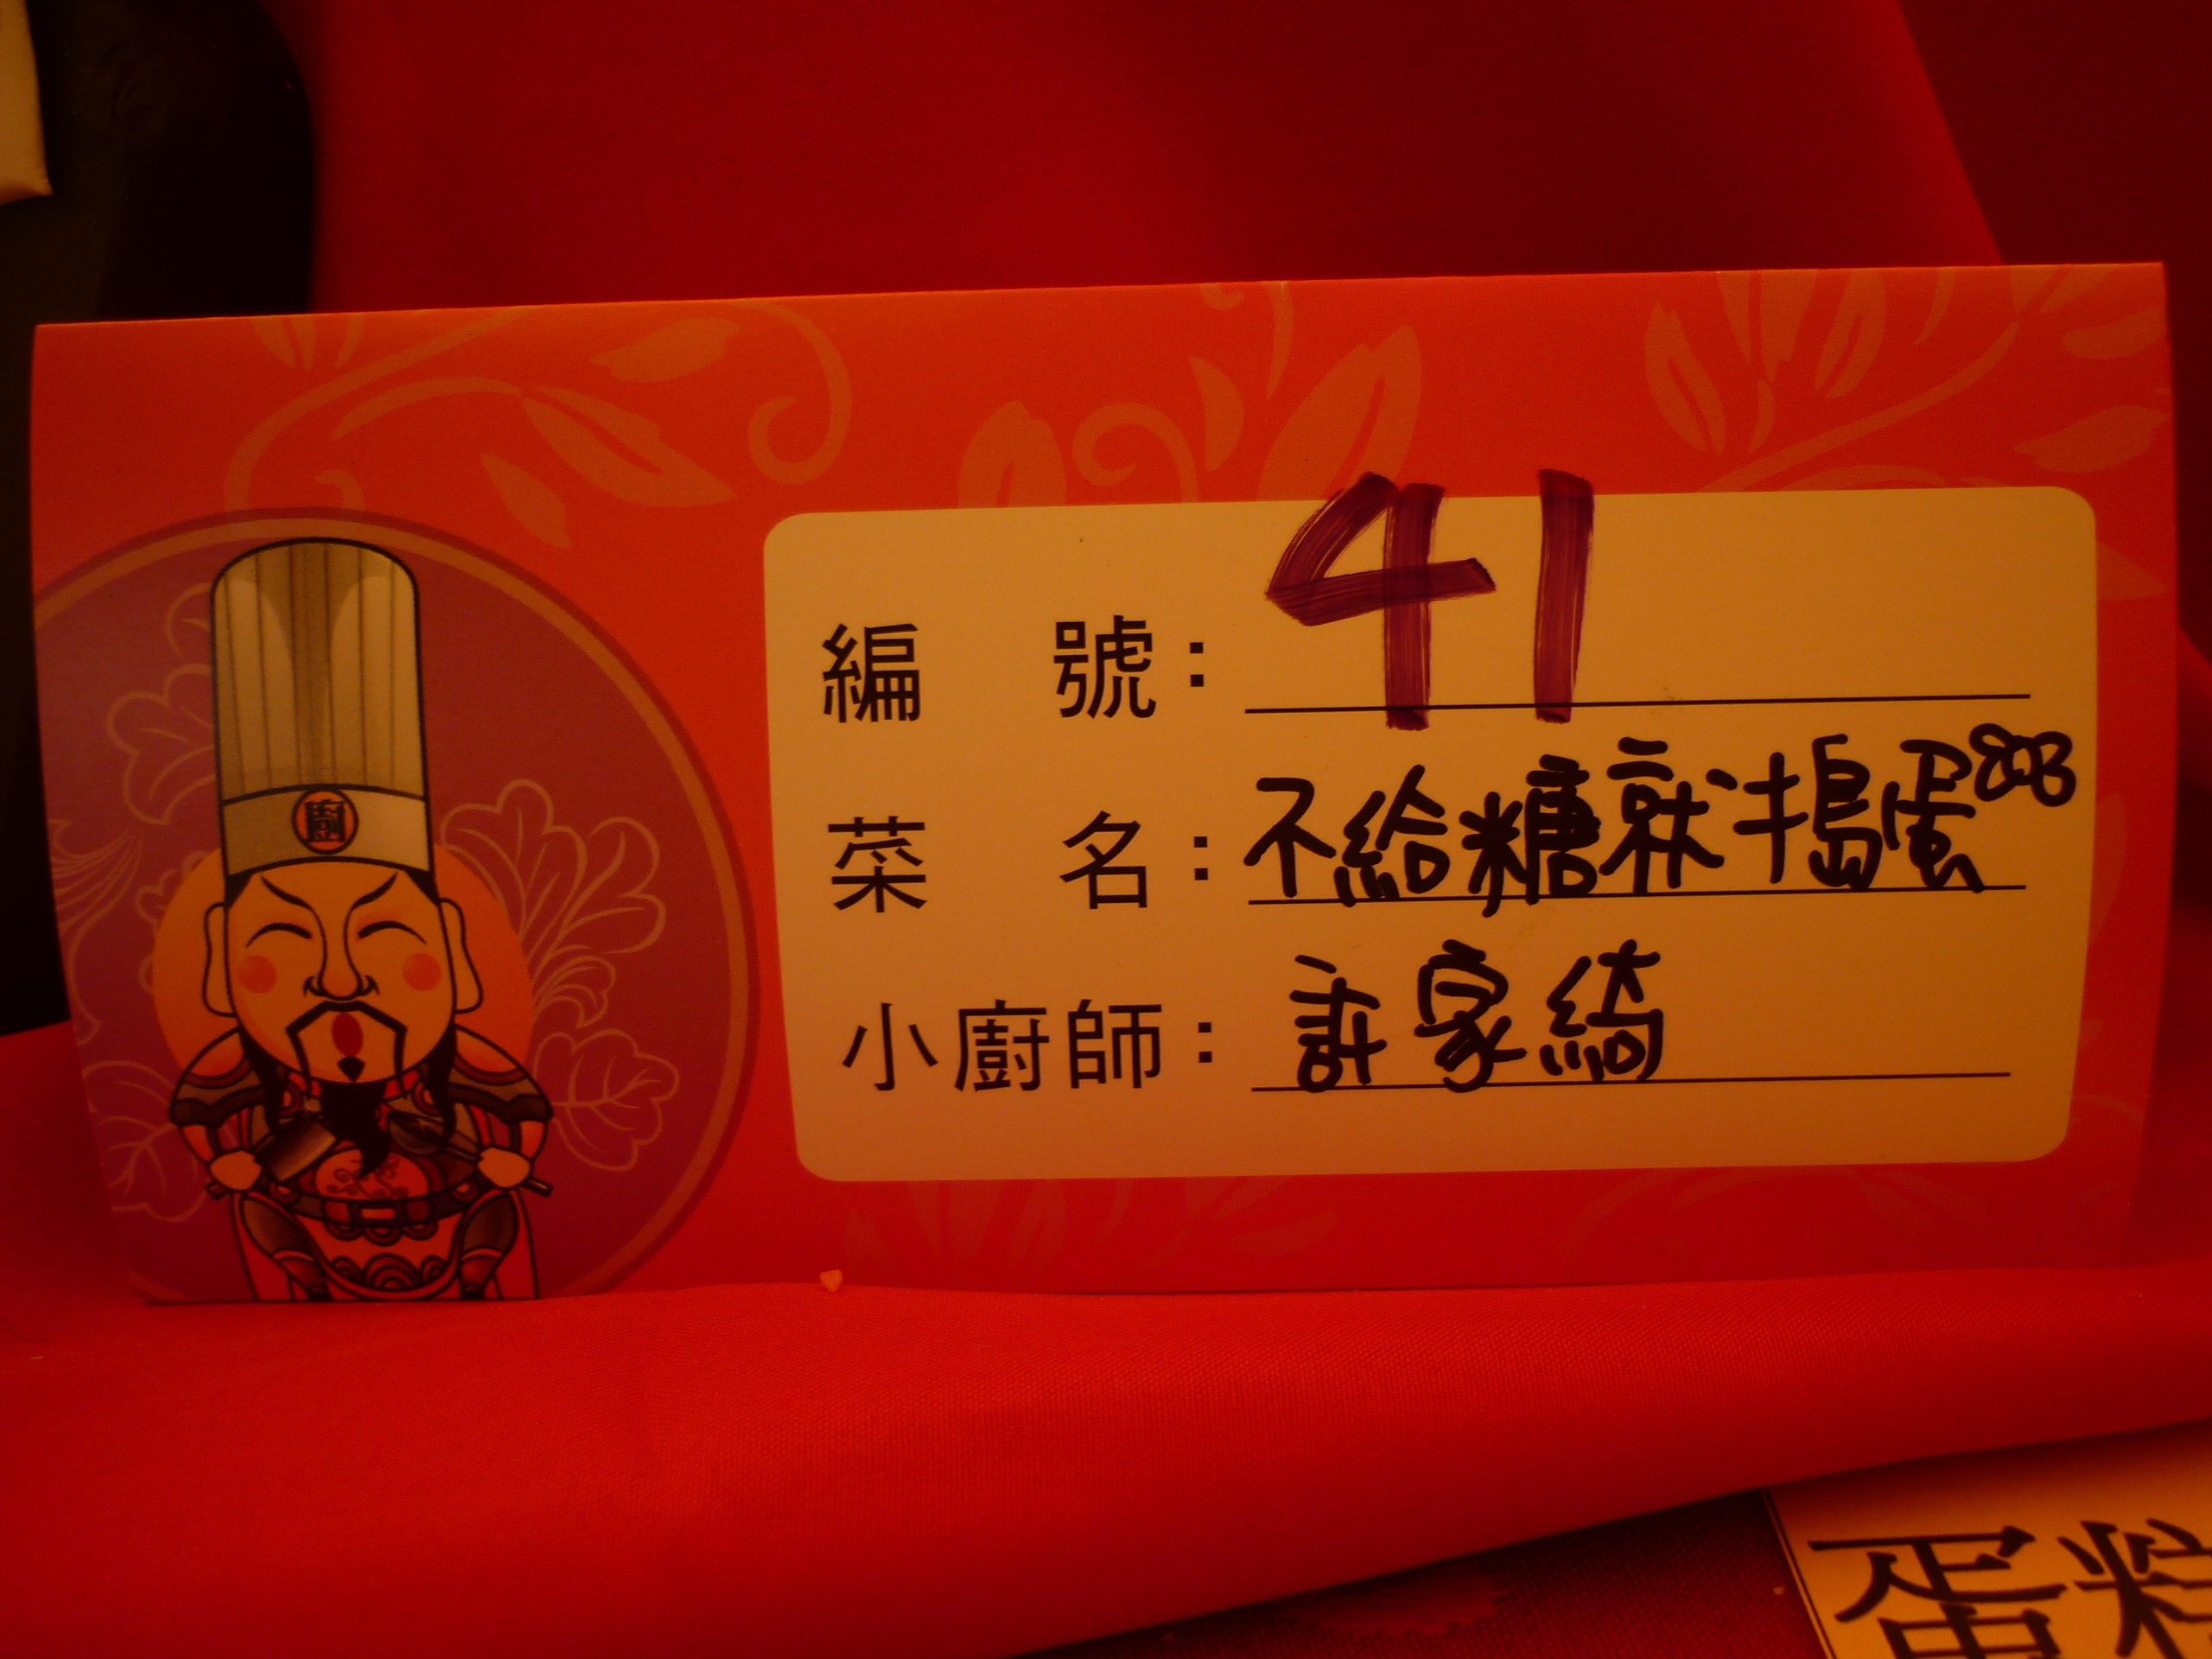 編 號: 41
菜 名: 不給糖就搗蛋
小廚師: 許家綺
廚
蛋糕